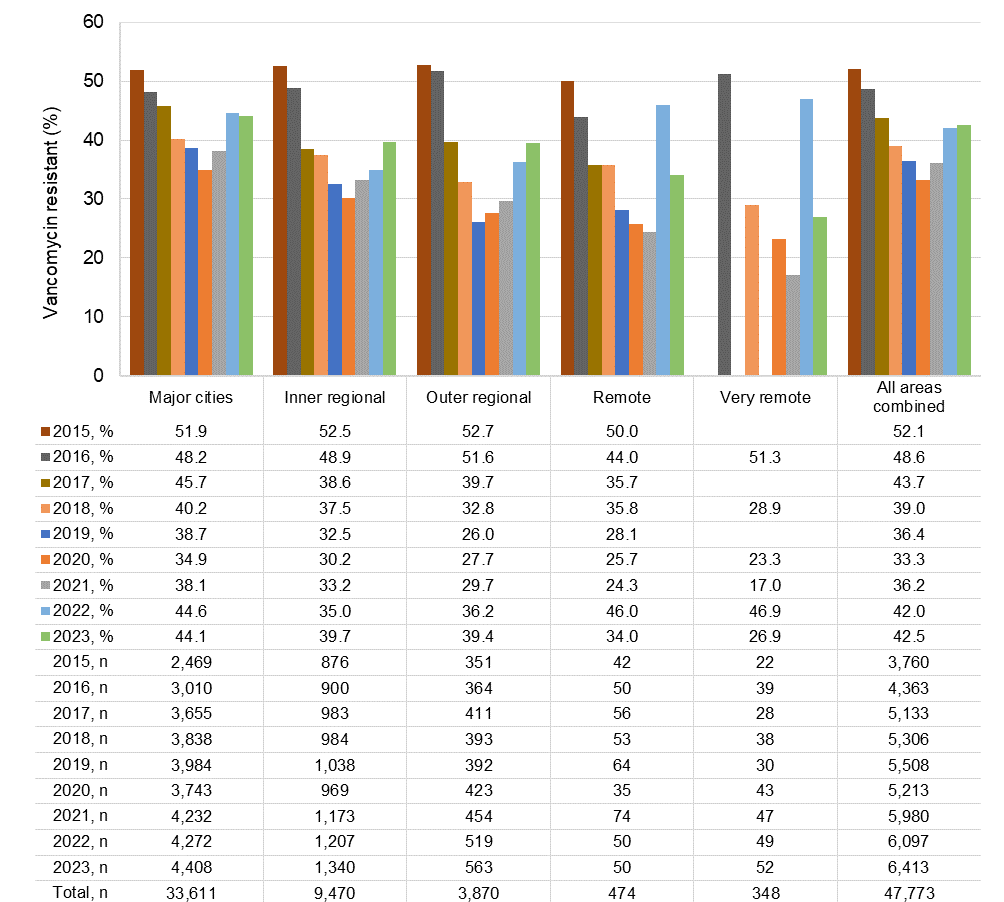 60
50
40
30
20
10
0
Vancomycin resistant (%)
Major cities Inner regional Outer regional Remote Very remote All areas combined
2015, % 51.9 52.5 52.7 50.0 52.1
2016, % 48.2 48.9 51.6 44.0 51.3 48.6
2017, % 45.7 38.6 39.7 35.7 43.7
2018, % 40.2 37.5 32.8 35.8 28.9 39.0
2019, % 38.7 32.5 26.0 28.1 36.4
2020, % 34.9 30.2 27.7 25.7 23.3 33.3
2021, % 38.1 33.2 29.7 24.3 17.0 36.2
2022, % 44.6 35.0 36.2 46.0 46.9 42.0
2023, % 44.1 39.7 39.4 34.0 26.9 42.5
2015, n 2,469 876 351 42 22 3,760
2016, n 3,010 900 364 50 39 4,363
2017, n 3,655 983 411 56 28 5,133
2018, n 3,838 984 393 53 38 5,306
2019, n 3,984 1,038 392 64 30 5,508
2020, n 3,743 969 423 35 43 5,213
2021, n 4,232 1,173 454 74 47 5,980
2022, n 4,272 1,207 519 50 49 6,097
2023, n 4,408 1,340 563 50 52 6,413
Total, n 33,611 9,470 3,870 474 348 47,773